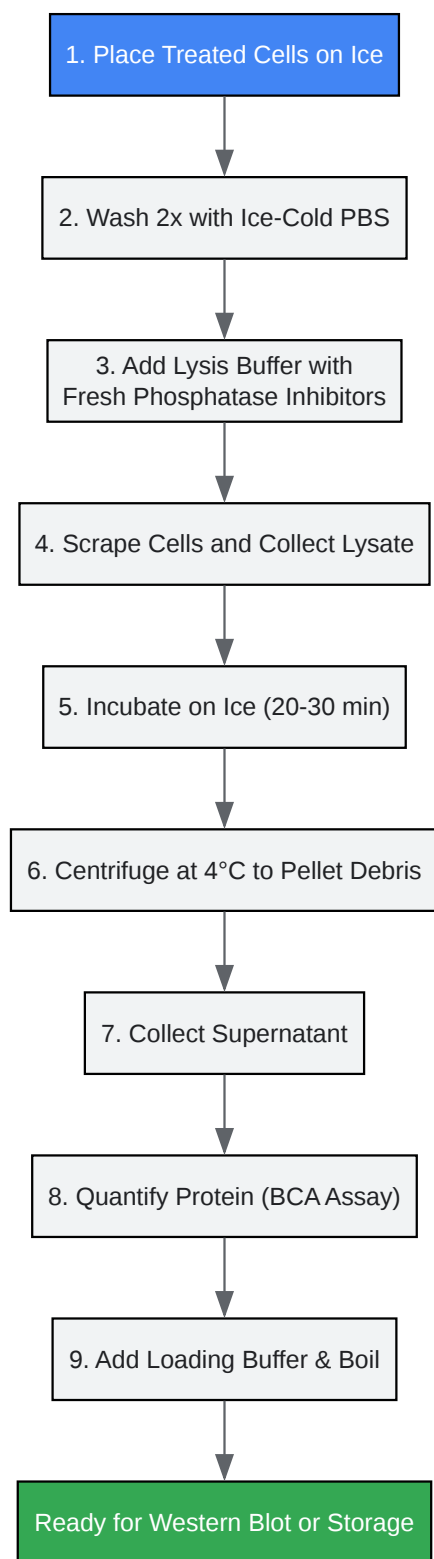 1. Place Treated Cells on Ice
2. Wash 2x with Ice-Cold PBS
3. Add Lysis Buffer with
Fresh Phosphatase Inhibitors
4. Scrape Cells and Collect Lysate
5. Incubate on Ice (20-30 min)
6. Centrifuge at 4°C to Pellet Debris
7. Collect Supernatant
8. Quantify Protein (BCA Assay)
9. Add Loading Buffer & Boil
Ready for Western Blot or Storage